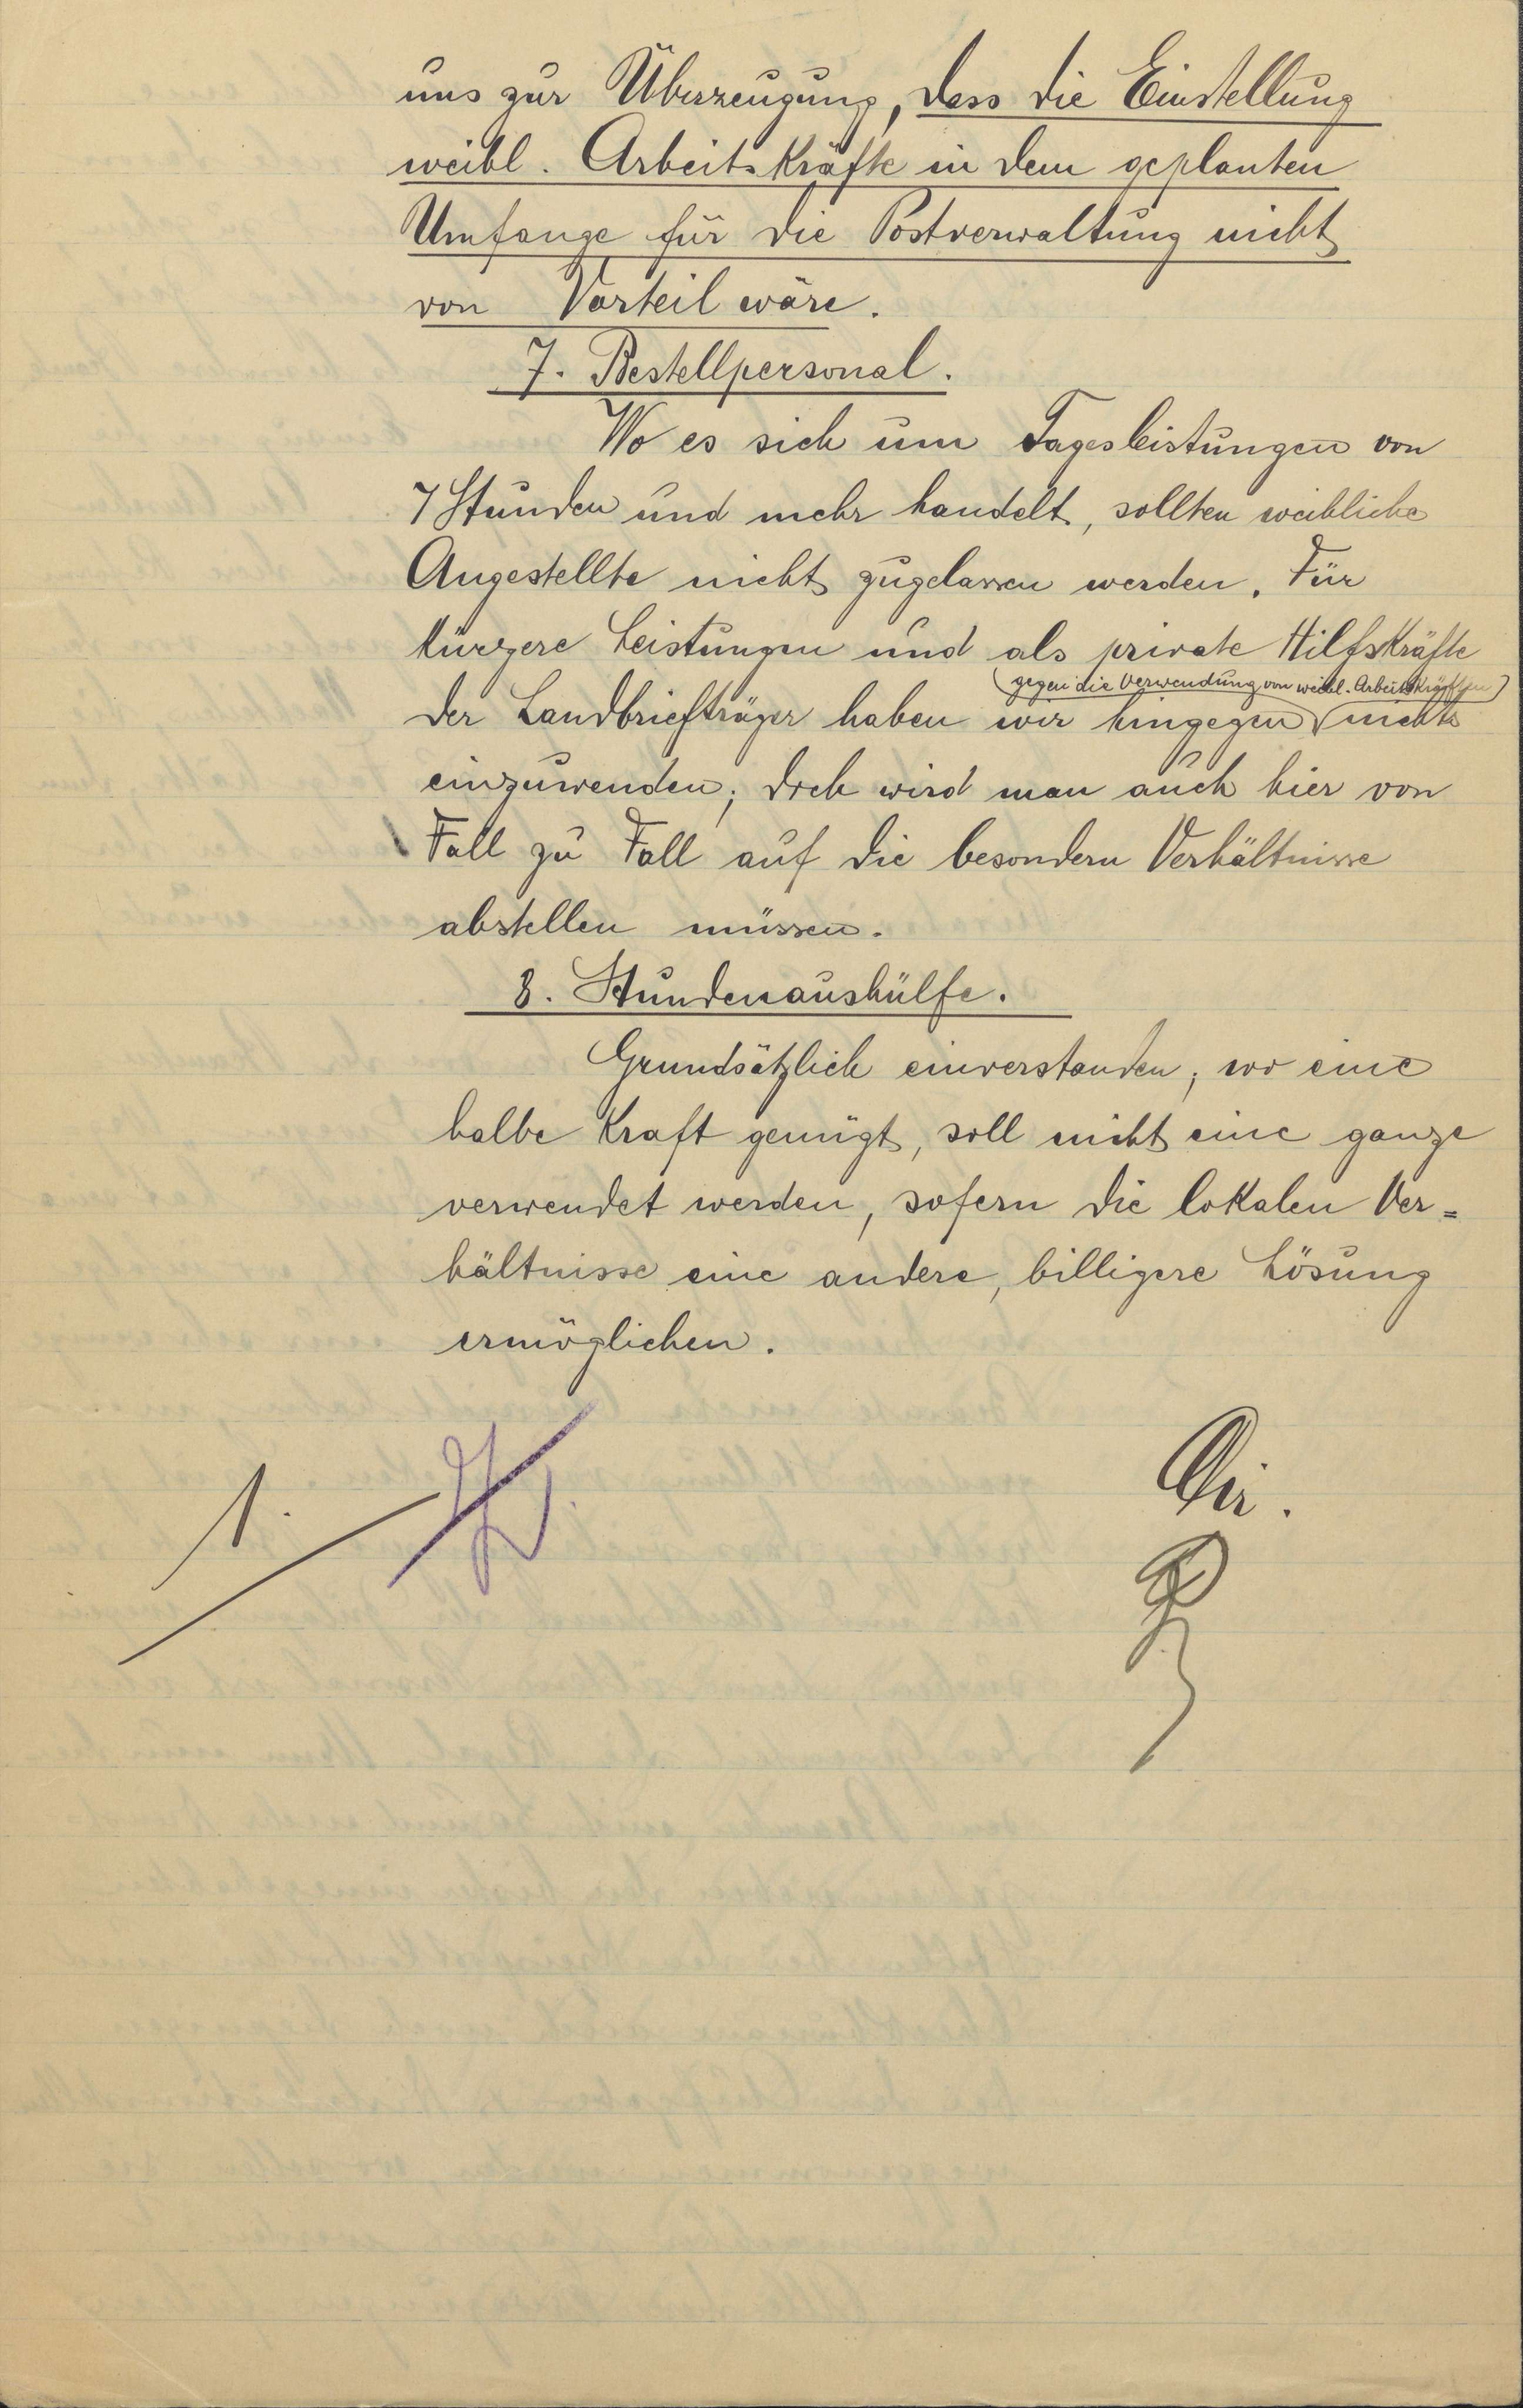 uns zur Überzeugung, dass die Einstellung
weibl. Arbeitskräfte in dem geplanten
Umfange für die Postverwaltung nicht
von Vorteil wäre.
7. Bestellpersonal.
Wo es sich um Tagesleistungen von
7 Stunden und mehr handelt, sollten weibliche
Angestellte nicht zugelassen werden. Für
kürzere Leistungen und als private Hilfskräfte
gegen die Verwendung von weibl. Arbeitskräften
der Landbriefträger haben wir hingegen nichts
einzuwenden; doch wird man auch hier von
Fall zu Fall auf die besondern Verhältnisse
abstellen müssen.
8. Stundenaushülfe.
Grundsätzlich einverstanden; wo eine
halbe Kraft genügt, soll nicht eine ganze
verwendet werden, sofern die lokalen Ver=
hältnisse eine andere, billigere Lösung
ermöglichen.
1.